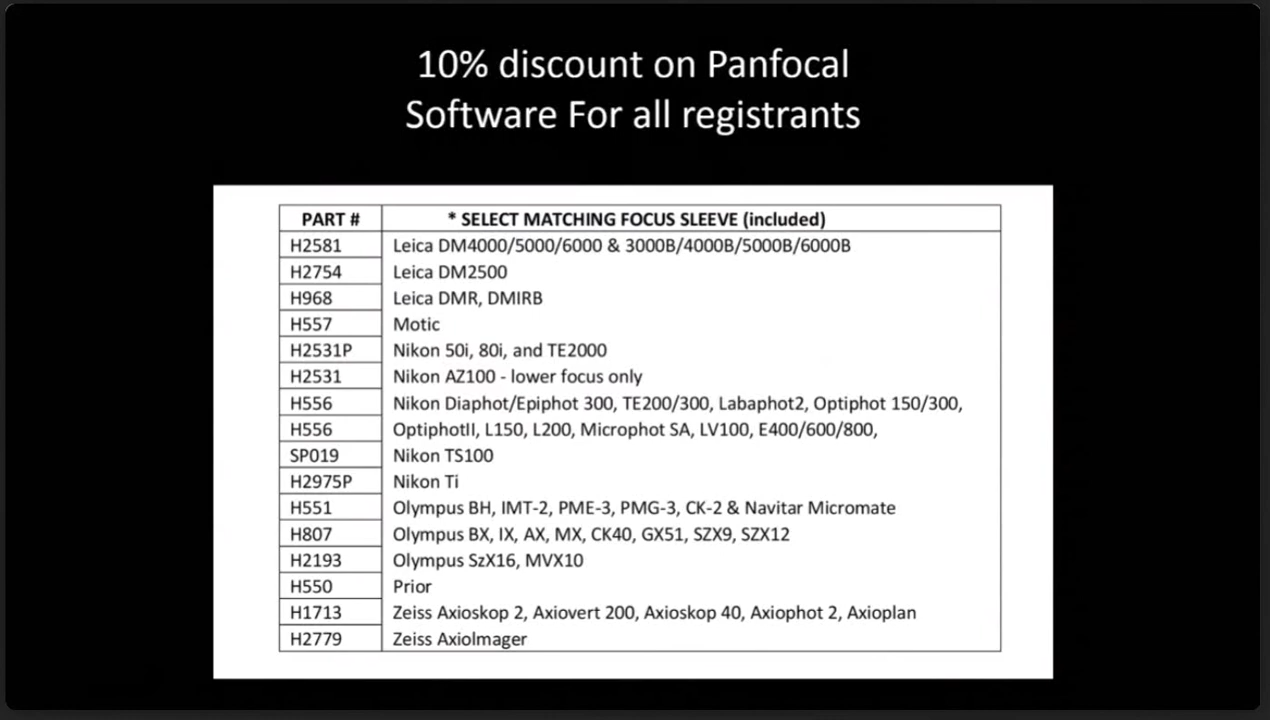 10% discount on Panfocal
Software For all registrants
PART # * SELECT MATCHING FOCUS SLEEVE (included)
H2581 Leica DM4000/5000/6000 & 3000B/4000B/5000B/6000B
H2754 Leica DM2500
H968 Leica DMR, DMIRB
H557 Motic
H2531P Nikon 50i, 80i, and TE2000
H2531 Nikon AZ100 - lower focus only
H556 Nikon Diaphot/Epiphot 300, TE200/300, Labaphot2, Optiphot 150/300,
H556 OptiphotII, L150, L200, Microphot SA, LV100, E400/600/800,
SP019 Nikon TS100
H2975P Nikon Ti
H551 Olympus BH, IMT-2, PME-3, PMG-3, CK-2 & Navitar Micromate
H807 Olympus BX, IX, AX, MX, CK40, GX51, SZX9, SZX12
H2193 Olympus SzX16, MVX10
H550 Prior
H1713 Zeiss Axioskop 2, Axiovert 200, Axioskop 40, Axiophot 2, Axioplan
H2779 Zeiss AxioImager